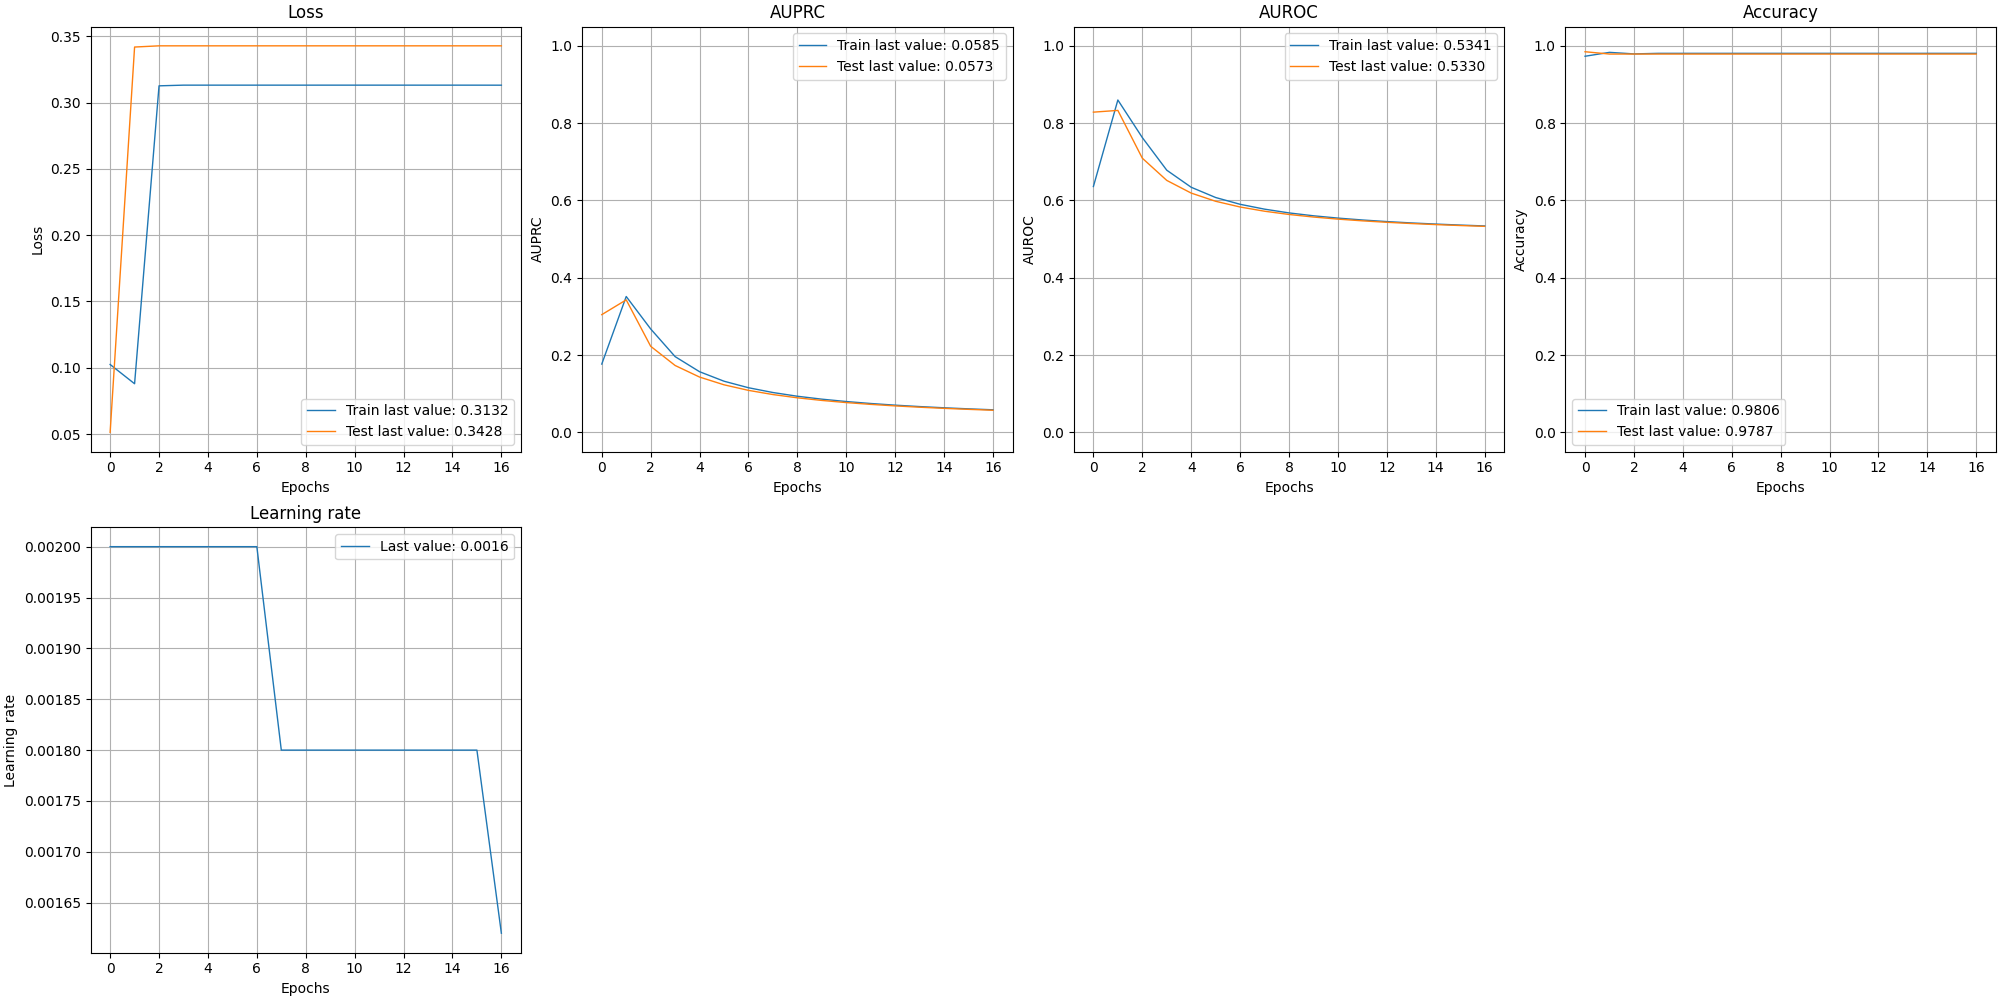 Loss
0.35
0.30
0.25
0.20
0.15
0.10
0.05
Loss
Train last value: 0.3132
Test last value: 0.3428
0 2 4 6 8 10 12 14 16
Epochs
AUPRC
1.0
0.8
0.6
0.4
0.2
0.0
AUPRC
Train last value: 0.0585
Test last value: 0.0573
0 2 4 6 8 10 12 14 16
Epochs
AUROC
1.0
0.8
0.6
0.4
0.2
0.0
AUROC
Train last value: 0.5341
Test last value: 0.5330
0 2 4 6 8 10 12 14 16
Epochs
Accuracy
1.0
0.8
0.6
0.4
0.2
0.0
Accuracy
Train last value: 0.9806
Test last value: 0.9787
0 2 4 6 8 10 12 14 16
Epochs
Learning rate
0.00200
0.00195
0.00190
0.00185
0.00180
0.00175
0.00170
0.00165
Learning rate
Last value: 0.0016
0 2 4 6 8 10 12 14 16
Epochs